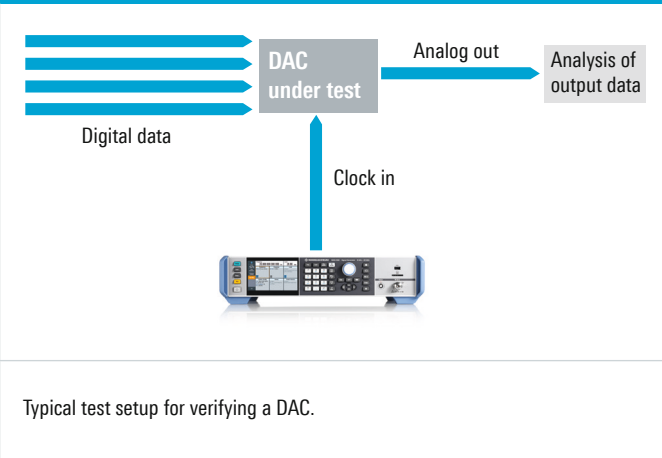 DAC
under test
Analog out
Analysis of
output data
Digital data
Clock in
Typical test setup for verifying a DAC.